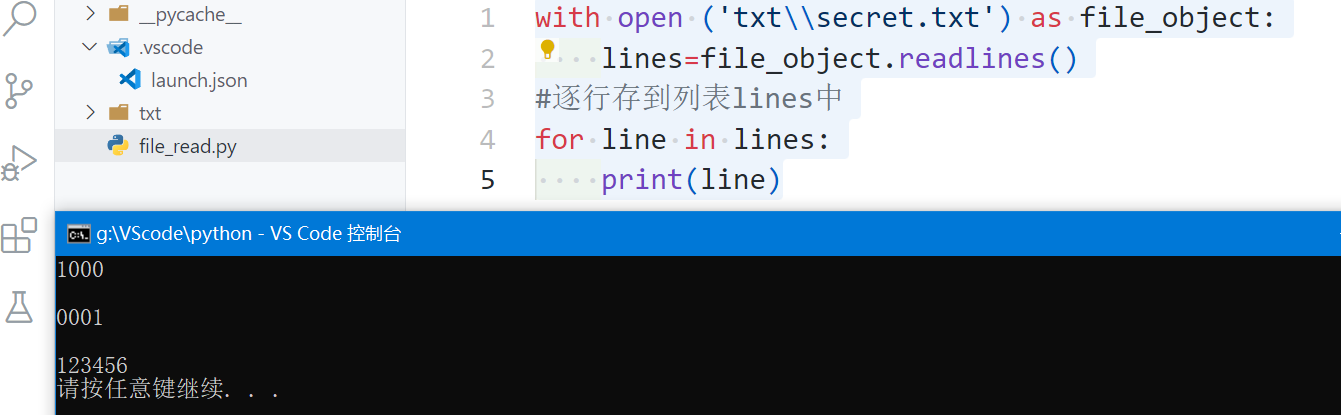 __pycache__
.vscode
launch.json
txt
file_read.py
1 with open ('txt\\secret.txt') as file_object:
2 ····lines=file_object.readlines()
3 #逐行存到列表lines中
4 for·line·in·lines:
5 ····print(line)
g:\VScode\python - VS Code 控制台
1000
0001
123456
请按任意键继续. . .